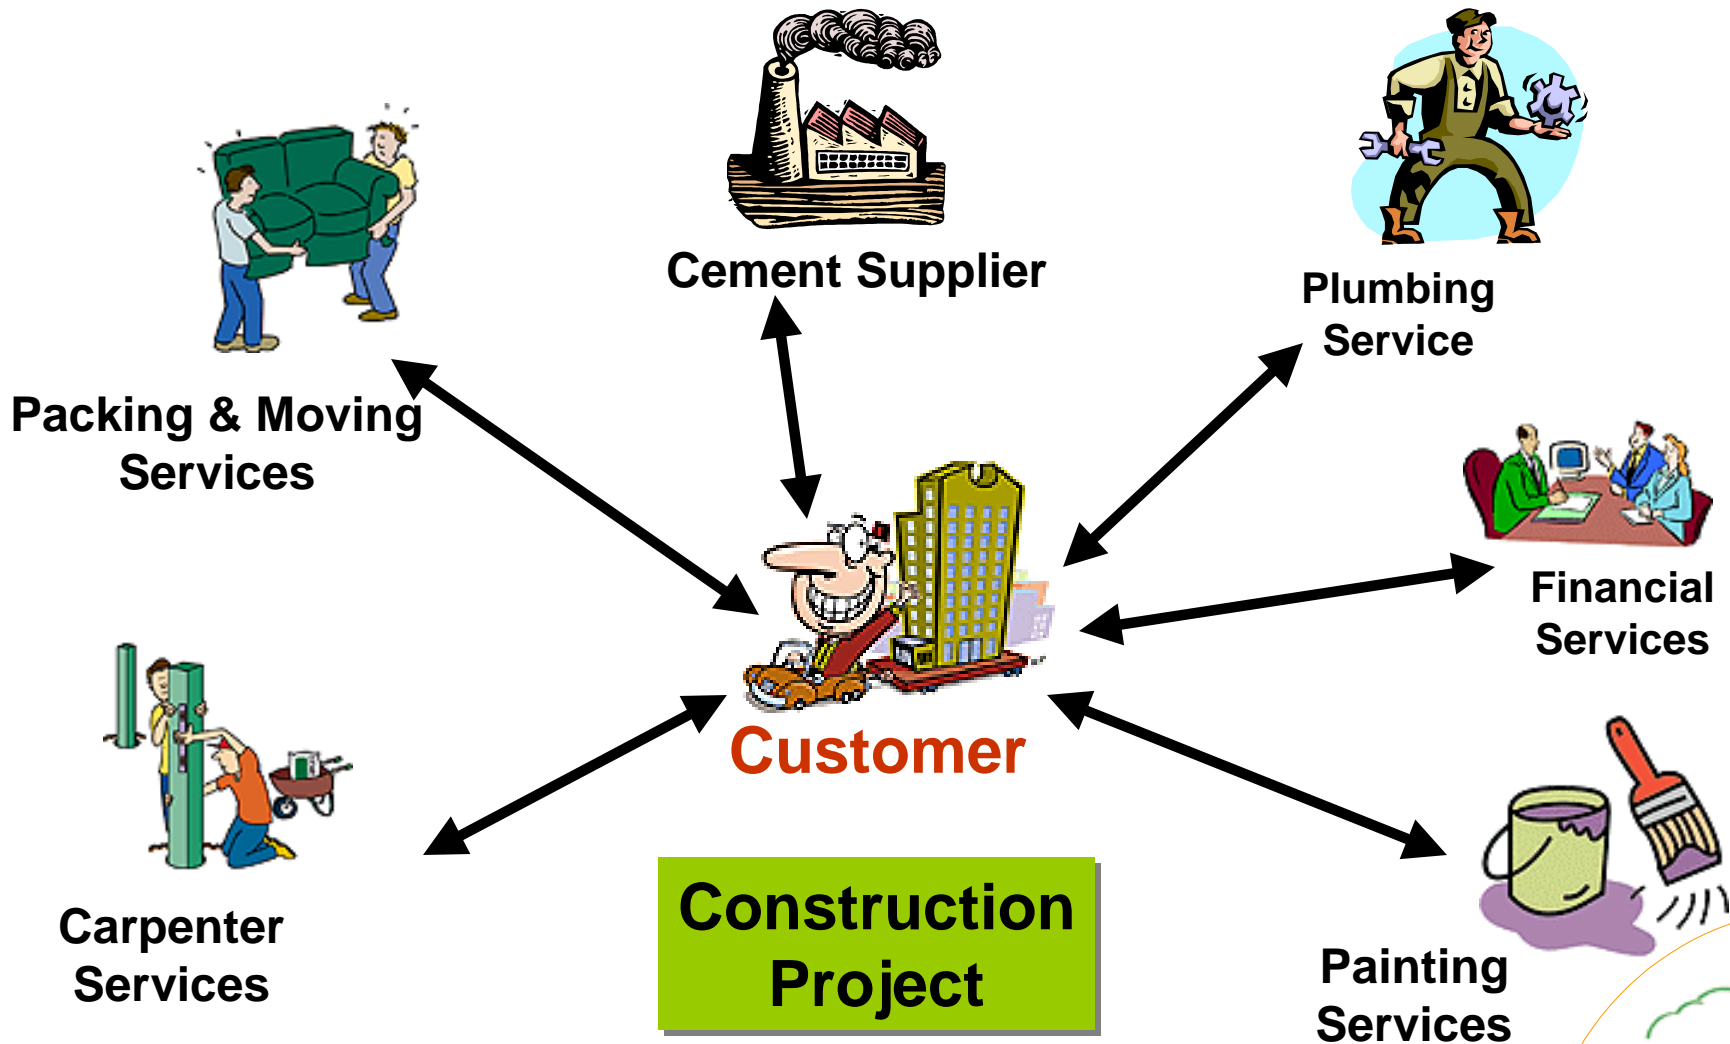 Cement Supplier
Plumbing
Service
Packing & Moving
Services
Financial
Services
Customer
Carpenter
Services
Construction
Project
Painting
Services